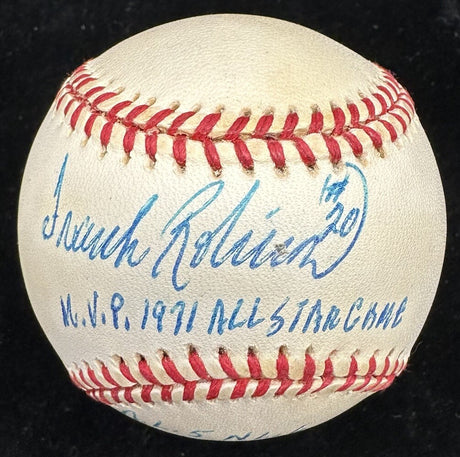 Frank Robinson #20
M.V.P. 1971 ALL STAR GAME